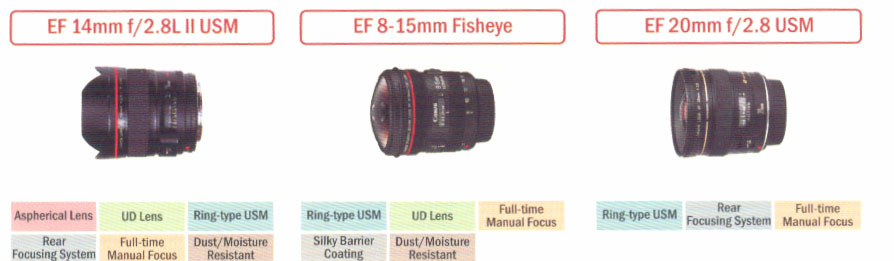 EF 14mm f/2.8L II USM
EF 8-15mm Fisheye
EF 20mm f/2.8 USM
Canon
Aspherical Lens
UD Lens
Ring-type USM
Rear
Focusing System
Full-time
Manual Focus
Dust/Moisture
Resistant
Ring-type USM
UD Lens
Full-time
Manual Focus
Silky Barrier
Coating
Dust/Moisture
Resistant
Ring-type USM
Rear
Focusing System
Full-time
Manual Focus